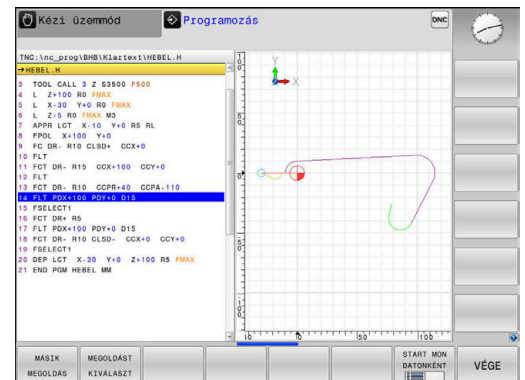 Kézi üzemmód
Programozás
DNC
TNC:\nc_prog\BHB\Klartext\HEBEL.H
→HEBEL.H
3 TOOL CALL 3 Z S3500 F500
4 L Z+100 R0 FMAX
5 L X-30 Y+0 R0 FMAX
6 L Z-5 R0 FMAX M3
7 APPR LCT X-10 Y+0 R5 RL
8 FPOL X+100 Y+0
9 FC DR- R10 CLSD+ CCX+0
10 FLT
11 FCT DR- R15 CCX+100 CCY+0
12 FLT
13 FCT DR- R10 CCPR+40 CCPA-110
14 FLT PDX+100 PDY+0 D15
15 FSELECT1
16 FCT DR+ R5
17 FLT PDX+100 PDY+0 D15
18 FCT DR- R10 CLSD- CCX+0 CCY+0
19 FSELECT1
20 DEP LCT X-30 Y+0 Z+100 R5 FMAX
21 END PGM HEBEL MM
Y
X
0
50
100
MÁSIK
MEGOLDÁS
MEGOLDÁST
KIVÁLASZT
START MON
DATONKÉNT
VÉGE